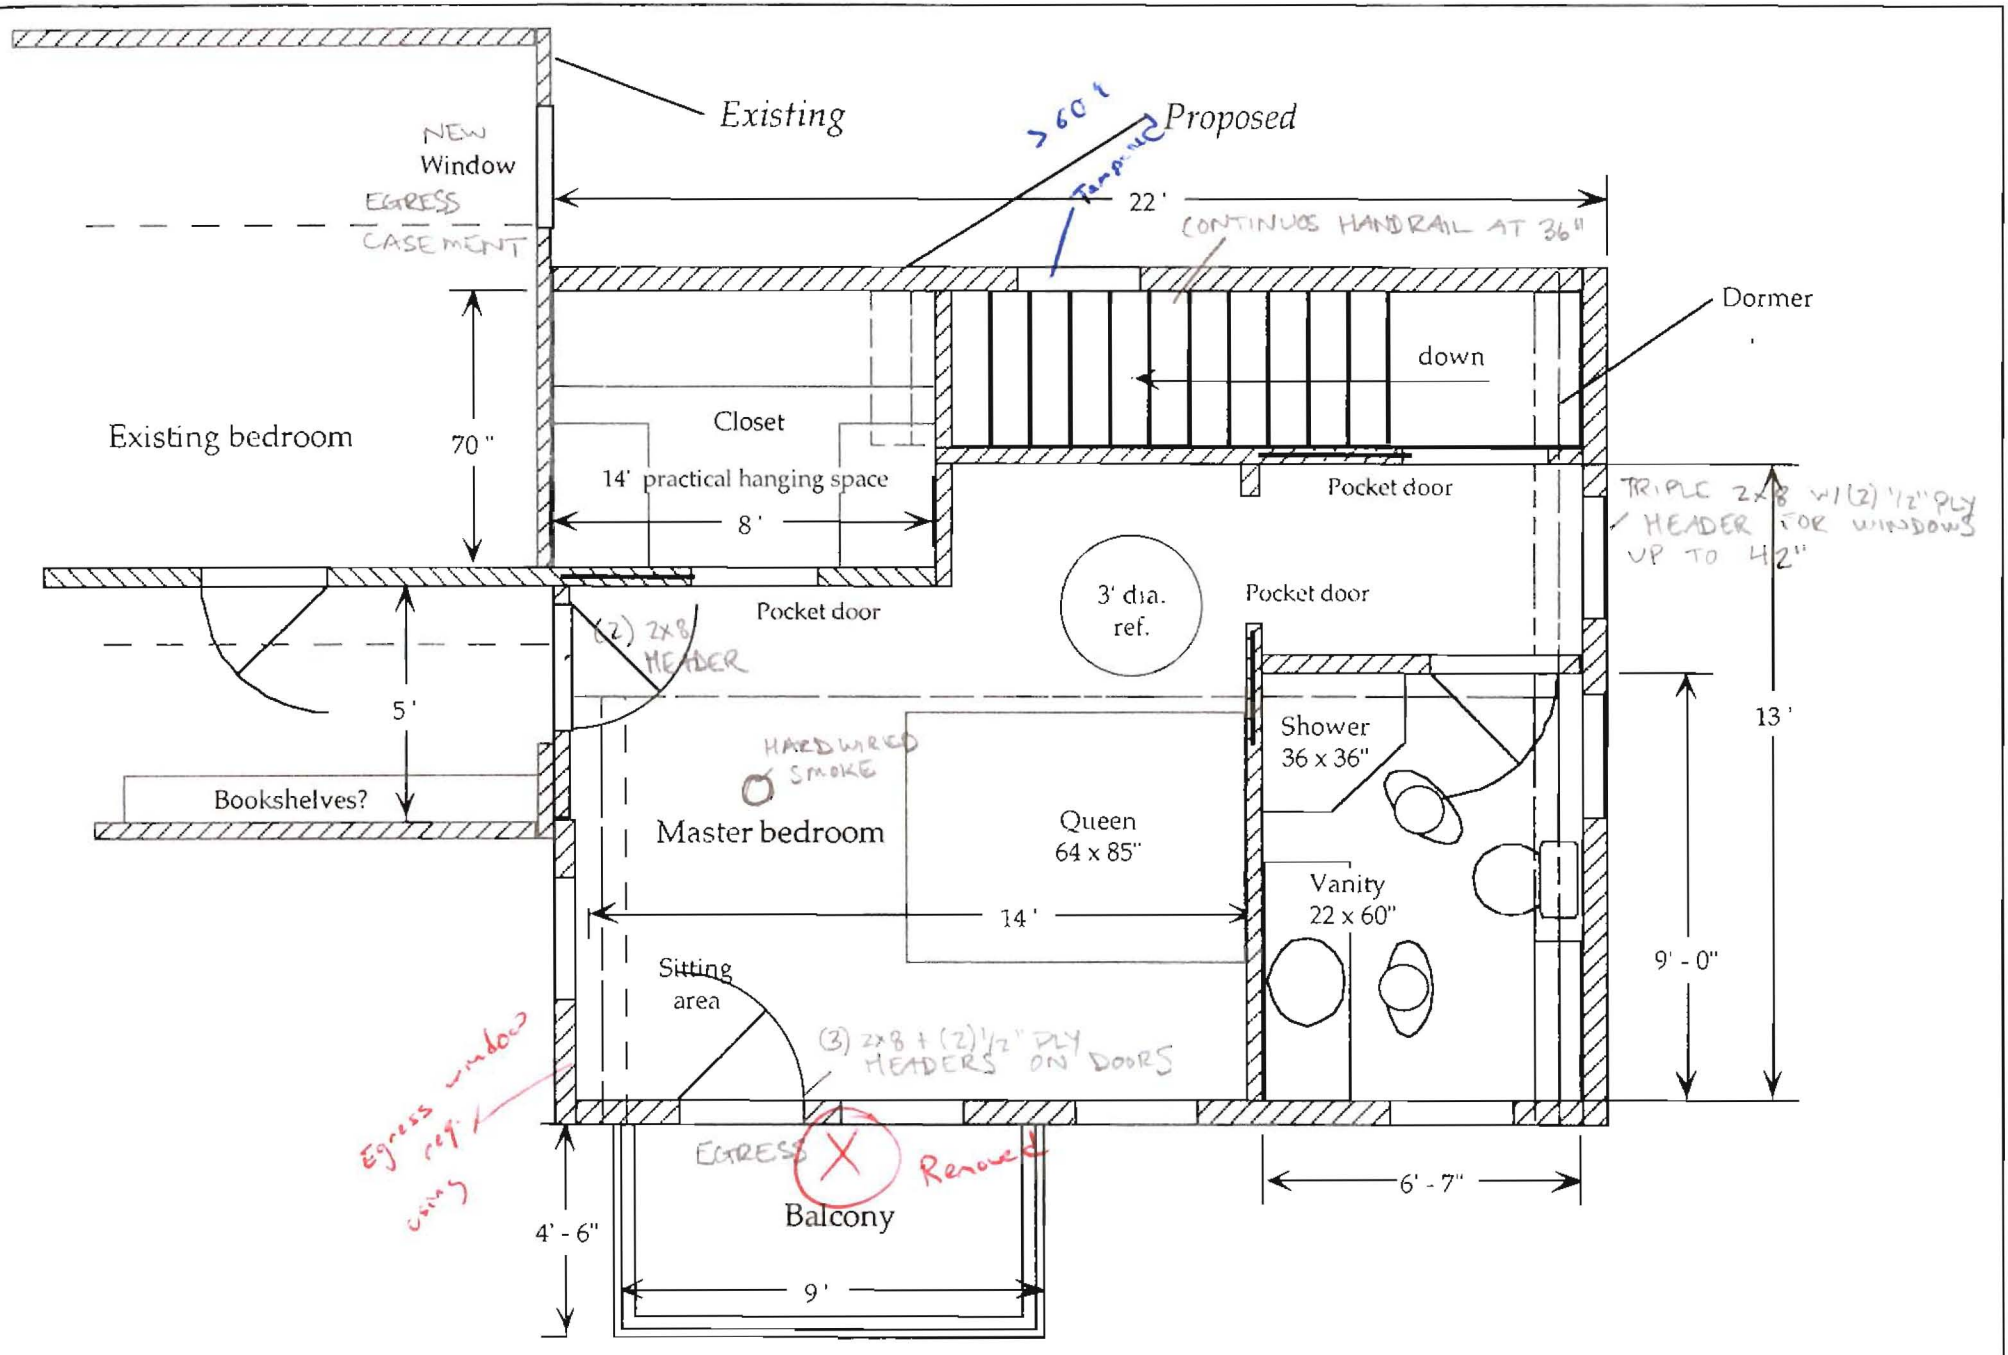 Existing
> 60"
Proposed
NEW
Window
EGRESS
CASEMENT
22'
CONTINUOS HANDRAIL AT 36"
Dormer
down
Existing bedroom
70"
Closet
14' practical hanging space
8'
Pocket door
TRIPLE 2x8 W/(2) 1/2" PLY
HEADER FOR WINDOWS
UP TO 42"
3' dia.
ref.
Pocket door
Pocket door
(2) 2x8
HEADER
5'
13'
Shower
36 x 36"
HARDWIRED
SMOKE
Bookshelves?
Master bedroom
Queen
64 x 85"
Vanity
22 x 60"
14'
9' - 0"
Sitting
area
(3) 2x8 + (2) 1/2" PLY
HEADERS ON DOORS
Egress window
req.
EGRESS
X
Removed
6' - 7"
Balcony
4' - 6"
9'